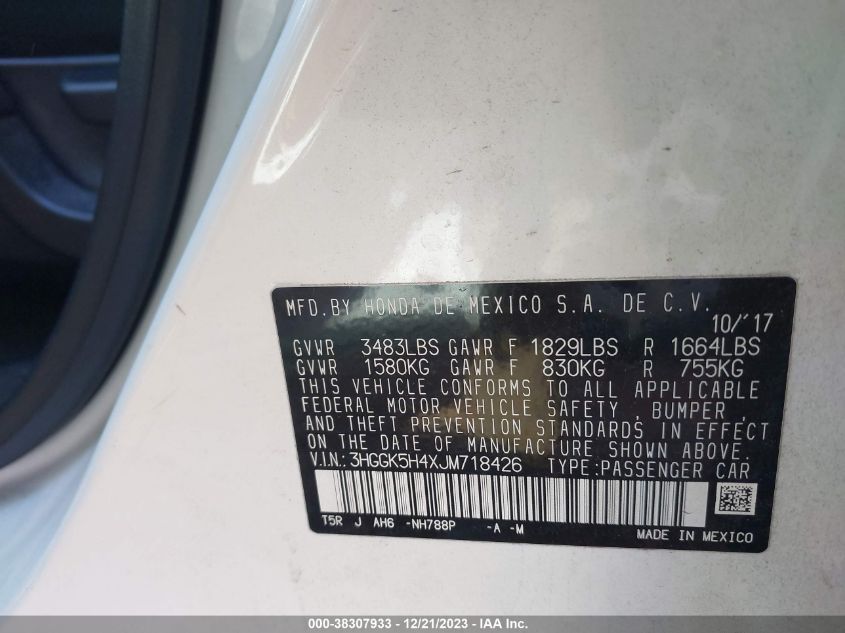 MFD.BY HONDA DE MEXICO S.A. DE C.V.
10/'17
GVWR 3483LBS GAWR F 1829LBS R 1664LBS
GVWR 1580KG GAWR F 830KG R 755KG
THIS VEHICLE CONFORMS TO ALL APPLICABLE
FEDERAL MOTOR VEHICLE SAFETY , BUMPER ,
AND THEFT PREVENTION STANDARDS IN EFFECT
ON THE DATE OF MANUFACTURE SHOWN ABOVE.
V.I.N.: 3HGGK5H4XJM718426 TYPE:PASSENGER CAR
T5R J AH6 -NH788P -A -M
MADE IN MEXICO
000-38307933 - 12/21/2023 - IAA Inc.